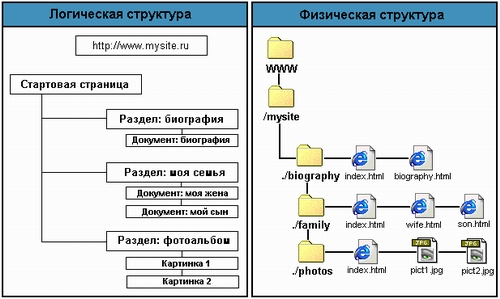 Логическая структура
http://www.mysite.ru
Стартовая страница
Раздел: биография
Документ: биография
Раздел: моя семья
Документ: моя жена
Документ: мой сын
Раздел: фотоальбом
Картинка 1
Картинка 2
Физическая структура
WWW
/mysite
./biography
index.html
biography.html
./family
index.html
wife.html
son.html
./photos
index.html
JPG
pict1.jpg
JPG
pict2.jpg